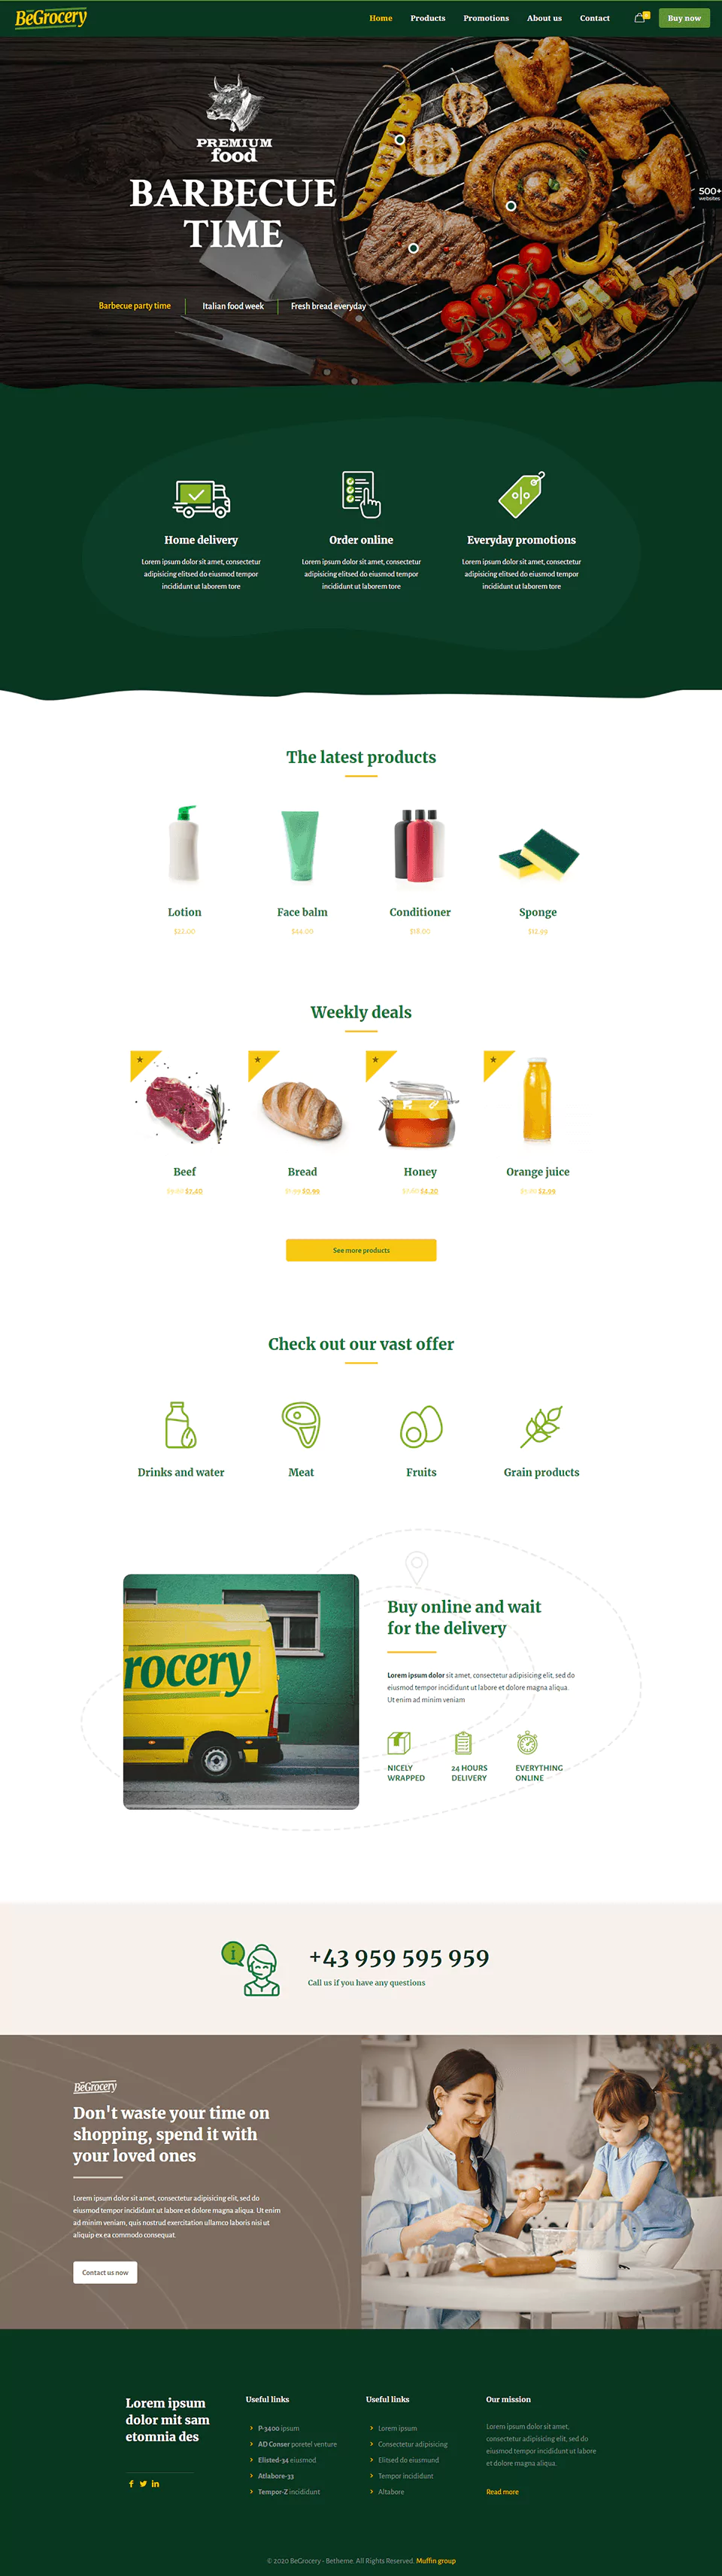 BeGrocery
Home Products Promotions About us Contact Buy now
PREMIUM
food
BARBECUE
TIME
500+
websites
Barbecue party time Italian food week Fresh bread everyday
Home delivery Order online Everyday promotions
Lorem ipsum dolor sit amet, consectetur Lorem ipsum dolor sit amet, consectetur Lorem ipsum dolor sit amet, consectetur
adipisicing elitsed do eiusmod tempor adipisicing elitsed do eiusmod tempor adipisicing elitsed do eiusmod tempor
incididunt ut laborem tore incididunt ut laborem tore incididunt ut laborem tore
The latest products
Lotion Face balm Conditioner Sponge
$22.00 $44.00 $18.00 $12.99
Weekly deals
Beef Bread Honey Orange juice
$7,40 $0,99 $4,20 $2,99
See more products
Check out our vast offer
Drinks and water Meat Fruits Grain products
rocery
Buy online and wait
for the delivery
Lorem ipsum dolor sit amet, consectetur adipisicing elit, sed do
eiusmod tempor incididunt ut labore et dolore magna aliqua.
Ut enim ad minim veniam
NICELY 24 HOURS EVERYTHING
WRAPPED DELIVERY ONLINE
+43 959 595 959
Call us if you have any questions
BeGrocery
Don't waste your time on
shopping, spend it with
your loved ones
Lorem ipsum dolor sit amet, consectetur adipisicing elit, sed do
eiusmod tempor incididunt ut labore et dolore magna aliqua. Ut enim
ad minim veniam, quis nostrud exercitation ullamco laboris nisi ut
aliquip ex ea commodo consequat.
Contact us now
Lorem ipsum
dolor mit sam
etomnia des
Useful links
P-3400 ipsum
AD Conser poretel venture
Elisted-34 eiusmod
Atlabore-33
Tempor-Z incididunt
Useful links
Lorem ipsum
Consectetur adipisicing
Elitsed do eiusmund
Tempor incididunt
Altabore
Our mission
Lorem ipsum dolor sit amet,
consectetur adipisicing elit, sed do
eiusmod tempor incididunt ut labore
et dolore magna aliqua.
Read more
© 2020 BeGrocery - Betheme. All Rights Reserved. Muffin group